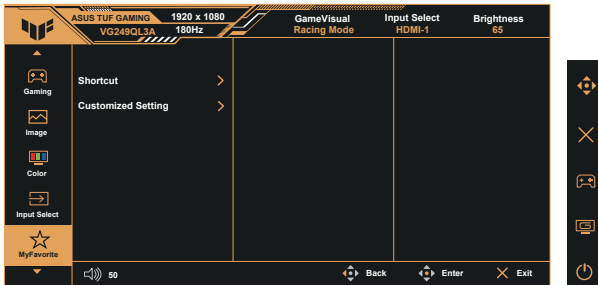 ASUS TUF GAMING 1920 x 1080 GameVisual Input Select Brightness
VG249QL3A 180Hz Racing Mode HDMI-1 65
Gaming
Shortcut
Customized Setting
Image
Color
Input Select
MyFavorite
50 Back Enter Exit